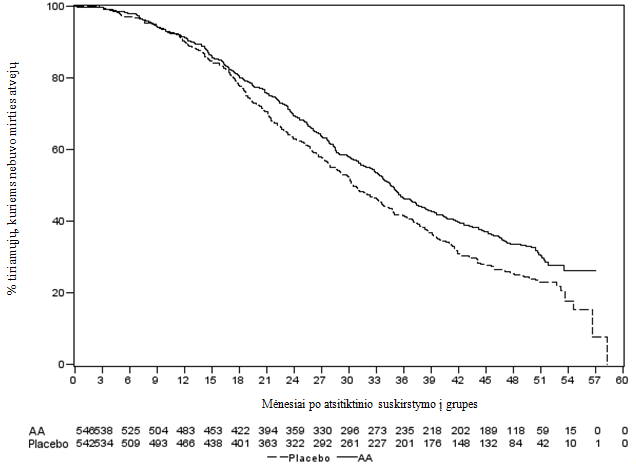 100
80
60
40
20
0
% tiriamųjų, kuriems nebuvo mirties atvejų
0 3 6 9 12 15 18 21 24 27 30 33 36 39 42 45 48 51 54 57 60
Mėnesiai po atsitiktinio suskirstymo į grupes
AA 546 538 525 504 483 453 422 394 359 330 296 273 235 218 202 189 118 59 15 0 0
Placebo 542 534 509 493 466 438 401 363 322 292 261 227 201 176 148 132 84 42 10 1 0
Placebo AA